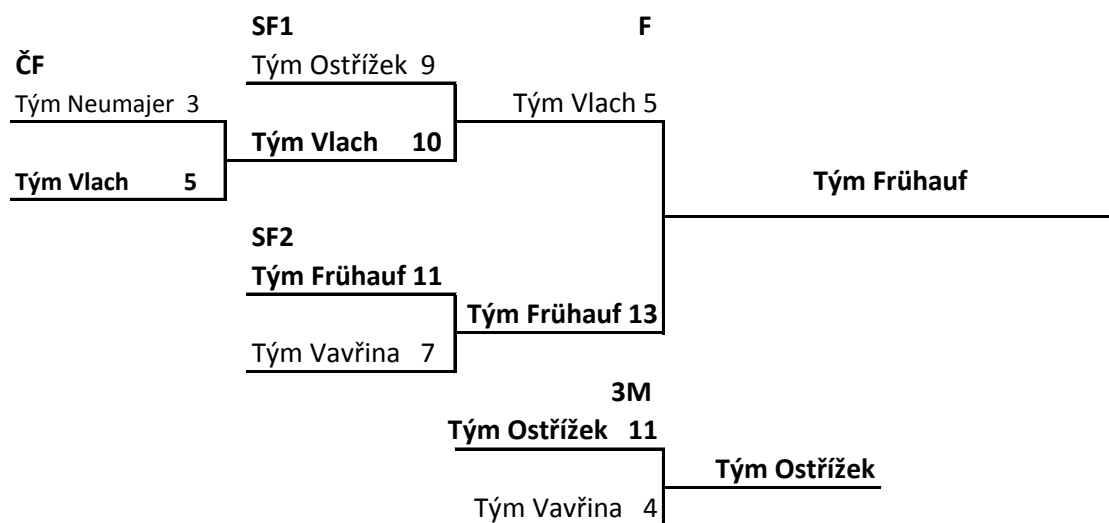 SF1
F
ČF
Tým Ostřížek 9
Tým Neumajer 3
Tým Vlach 5
Tým Vlach 10
Tým Vlach 5
Tým Frühauf
SF2
Tým Frühauf 11
Tým Frühauf 13
Tým Vavřina 7
3M
Tým Ostřížek 11
Tým Ostřížek
Tým Vavřina 4